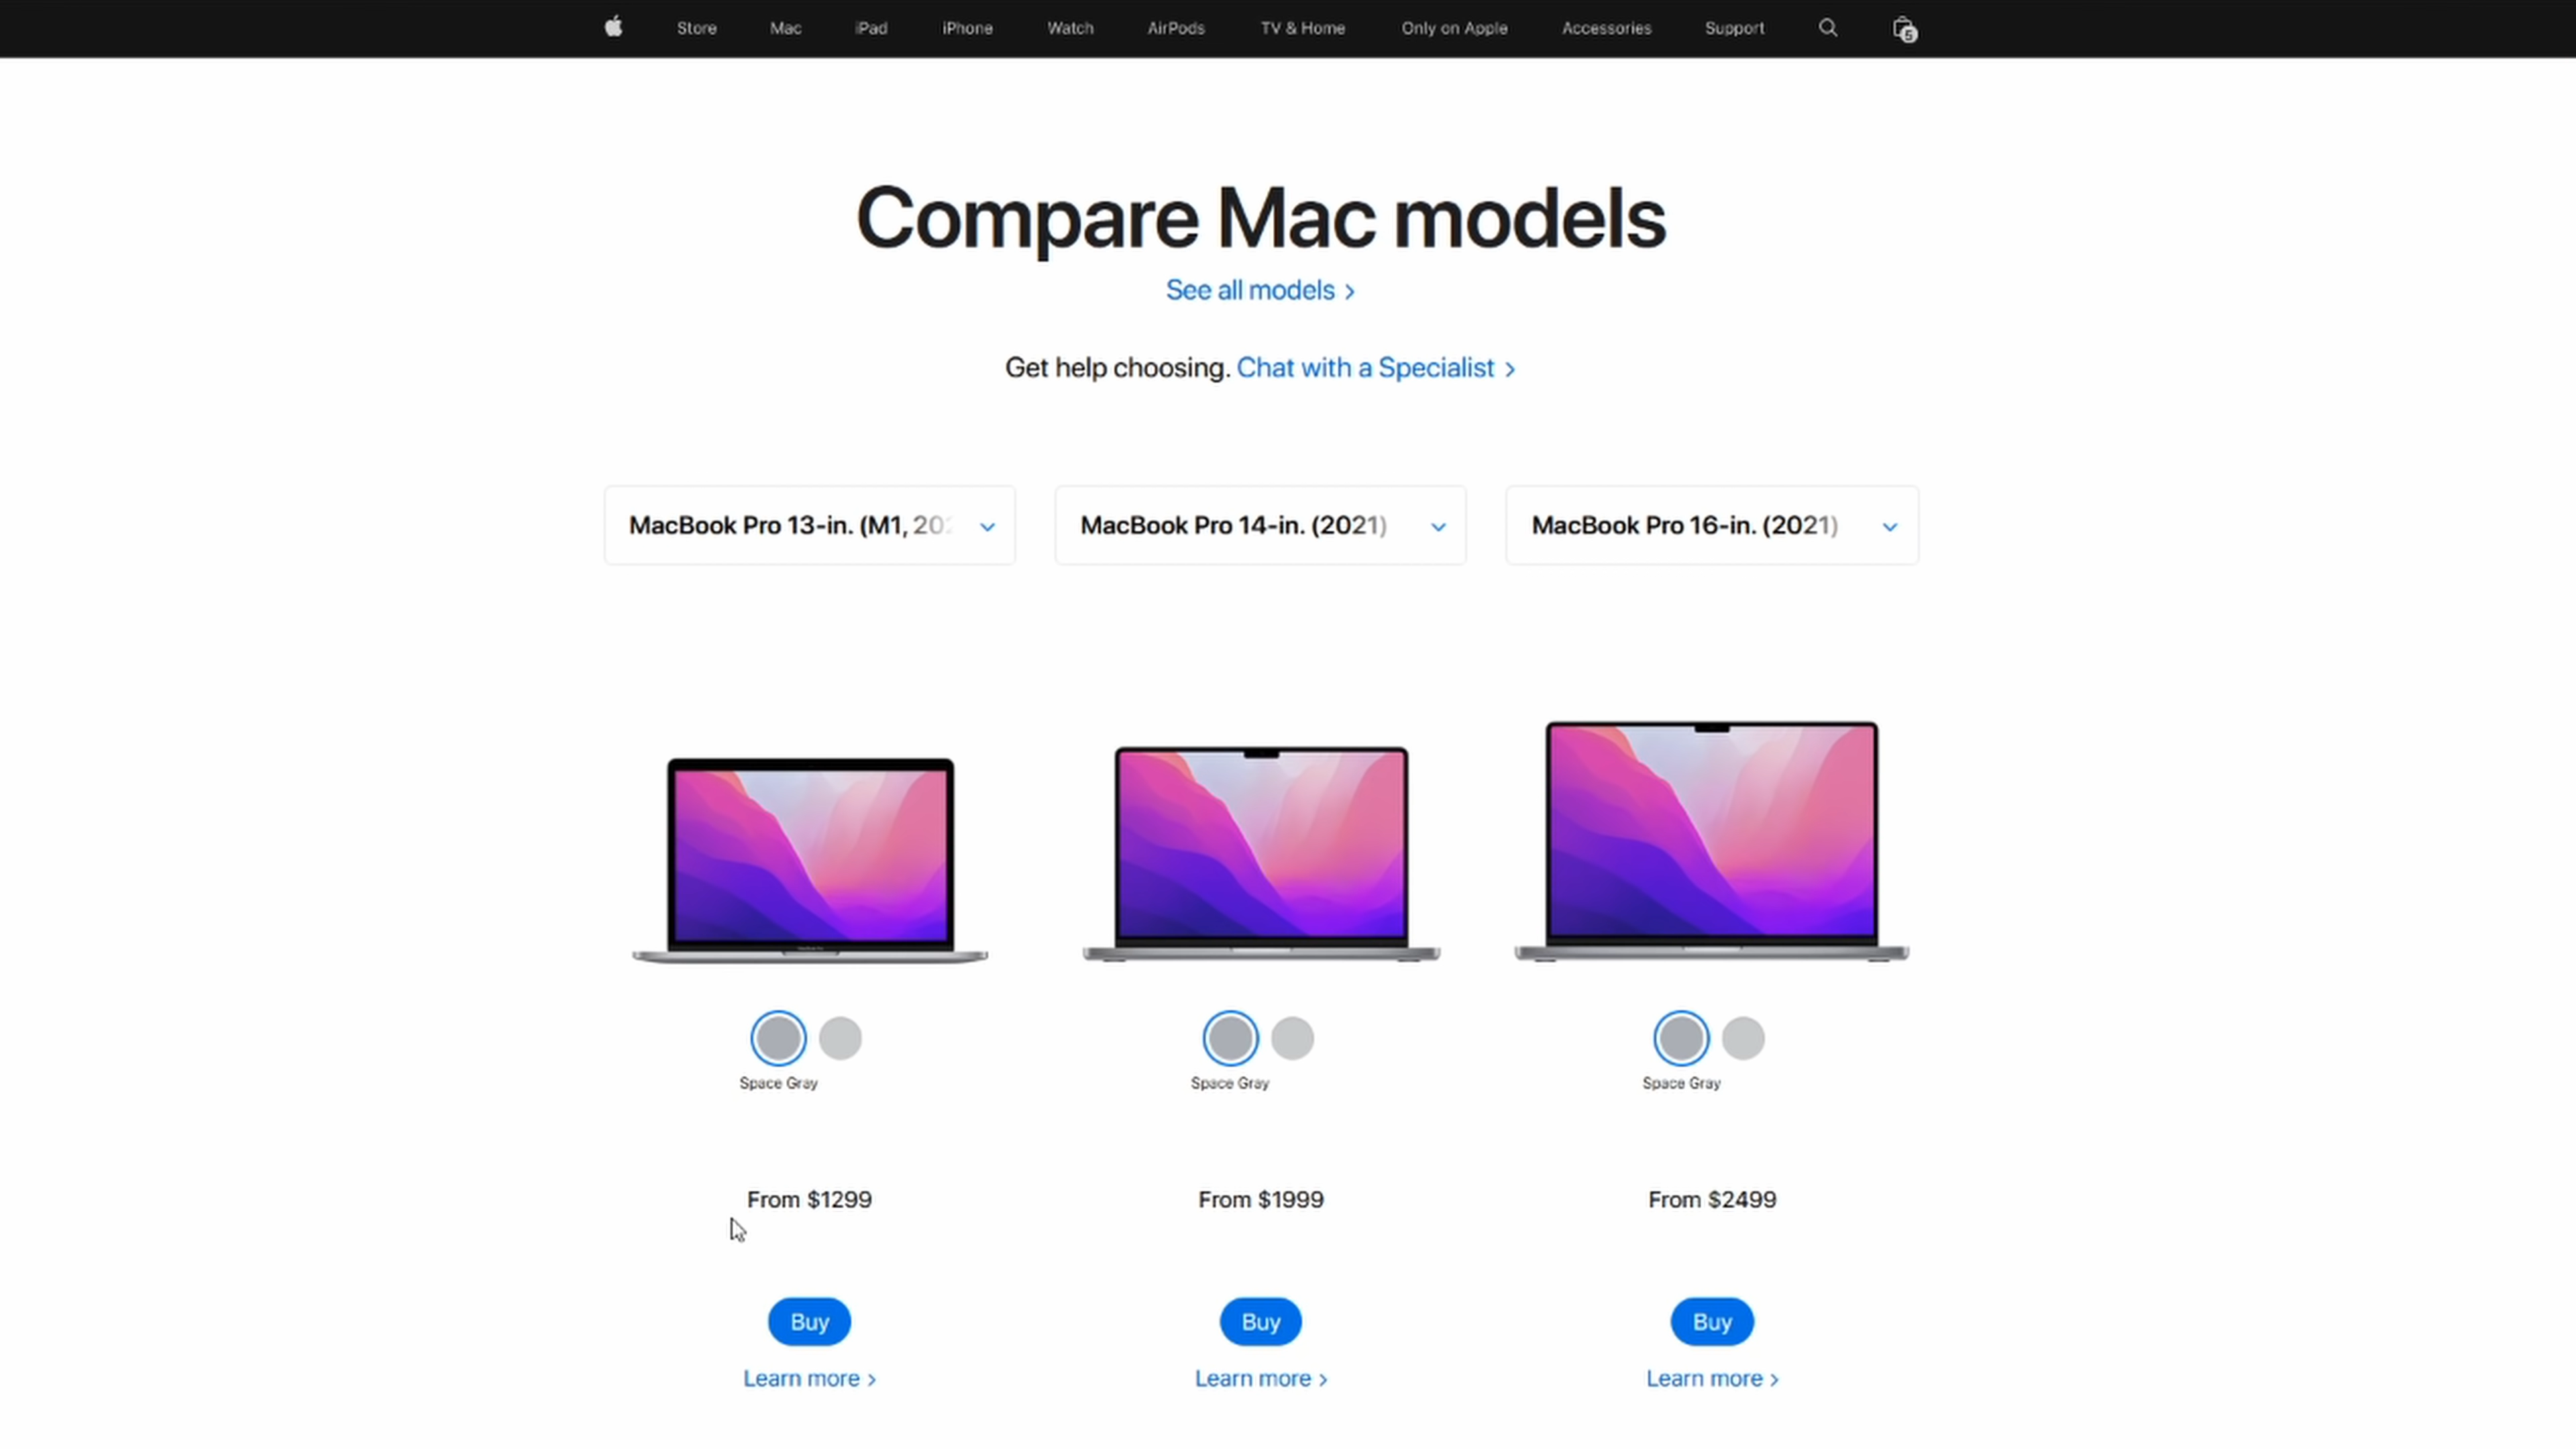 Store Mac iPad iPhone Watch AirPods TV & Home Only on Apple Accessories Support 5
Compare Mac models
See all models >
Get help choosing. Chat with a Specialist >
MacBook Pro 13-in. (M1, 202
MacBook Pro 14-in. (2021)
MacBook Pro 16-in. (2021)
Space Gray
Space Gray
Space Gray
From $1299
From $1999
From $2499
Buy
Buy
Buy
Learn more >
Learn more >
Learn more >